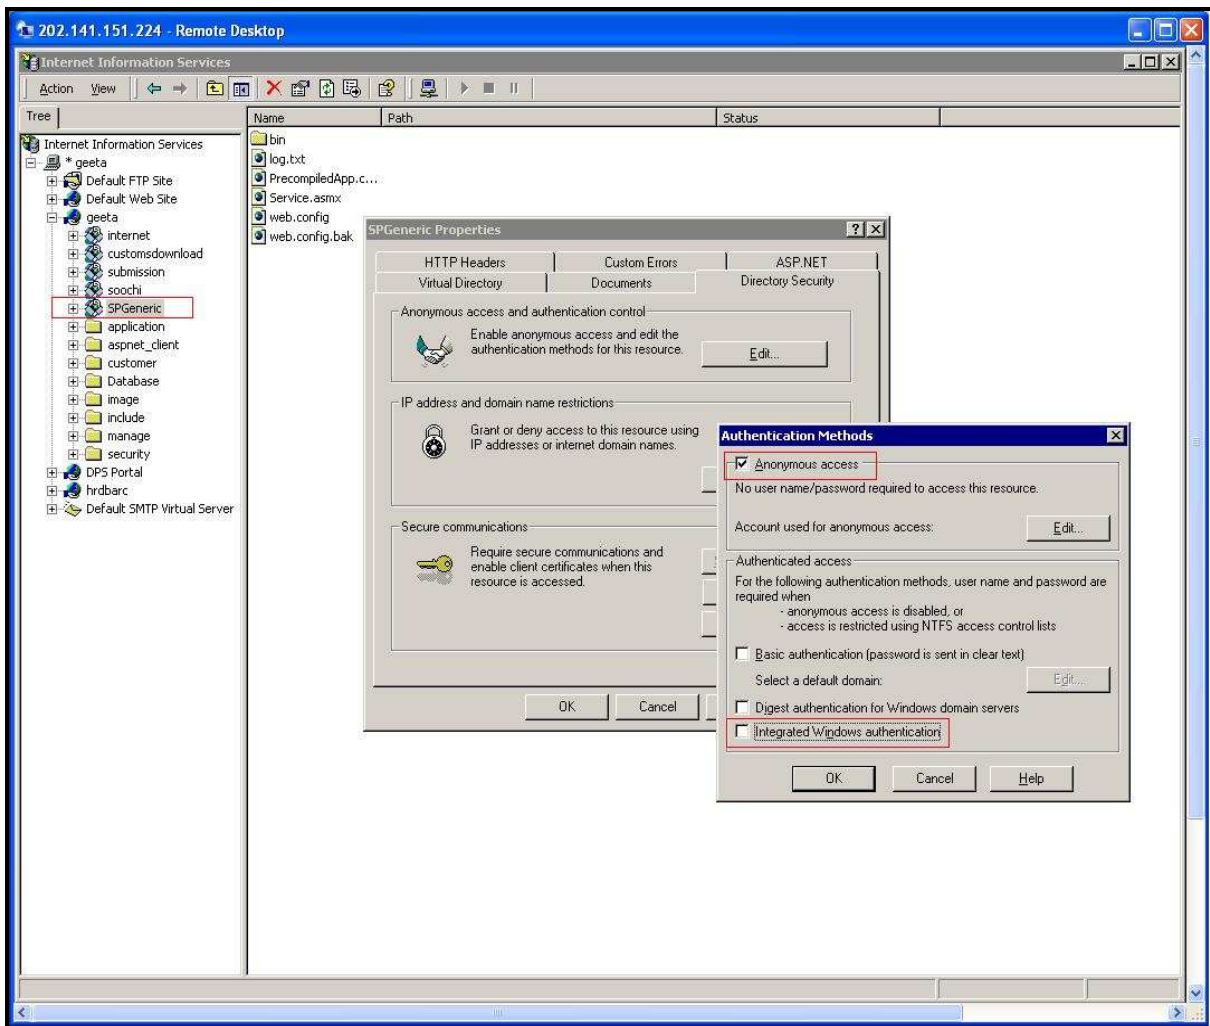 202.141.151.224 - Remote Desktop
Internet Information Services
Action View
Tree
Name Path Status
Internet Information Services
* geeta
Default FTP Site
Default Web Site
geeta
internet
customsdownload
submission
soochi
SPGeneric
application
aspnet_client
customer
Database
image
include
manage
security
DPS Portal
hrdbarc
Default SMTP Virtual Server
bin
log.txt
PrecompiledApp.c...
Service.asmx
web.config
web.config.bak
SPGeneric Properties
HTTP Headers Custom Errors ASP.NET
Virtual Directory Documents Directory Security
Anonymous access and authentication control
Enable anonymous access and edit the
authentication methods for this resource.
Edit...
IP address and domain name restrictions
Grant or deny access to this resource using
IP addresses or internet domain names.
Secure communications
Require secure communications and
enable client certificates when this
resource is accessed.
OK Cancel
Authentication Methods
Anonymous access
No user name/password required to access this resource.
Account used for anonymous access: Edit...
Authenticated access
For the following authentication methods, user name and password are
required when
- anonymous access is disabled, or
- access is restricted using NTFS access control lists
Basic authentication (password is sent in clear text)
Select a default domain: Edit...
Digest authentication for Windows domain servers
Integrated Windows authentication
OK Cancel Help